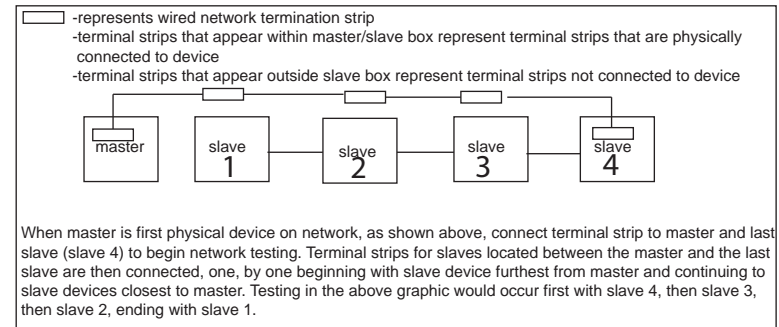 -represents wired network termination strip
-terminal strips that appear within master/slave box represent terminal strips that are physically
connected to device
-terminal strips that appear outside slave box represent terminal strips not connected to device
master
slave
1
slave
2
slave
3
slave
4
When master is first physical device on network, as shown above, connect terminal strip to master and last
slave (slave 4) to begin network testing. Terminal strips for slaves located between the master and the last
slave are then connected, one, by one beginning with slave device furthest from master and continuing to
slave devices closest to master. Testing in the above graphic would occur first with slave 4, then slave 3,
then slave 2, ending with slave 1.